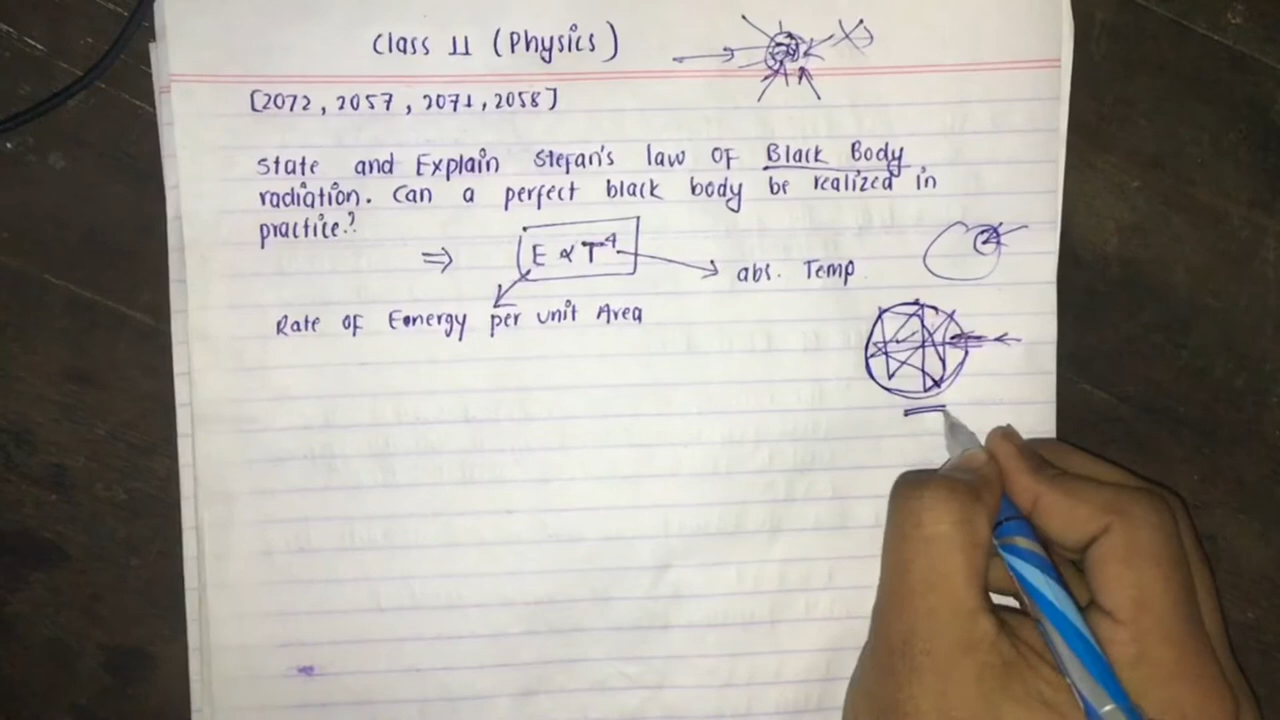 Class 11 (Physics)
[2072, 2057, 2071, 2058]
State and Explain Stefan's law OF Black Body
radiation. Can a perfect black body be realized in
practice?
⇒ E ∝ T⁴
abs. Temp.
Rate OF Eonergy per unit Area